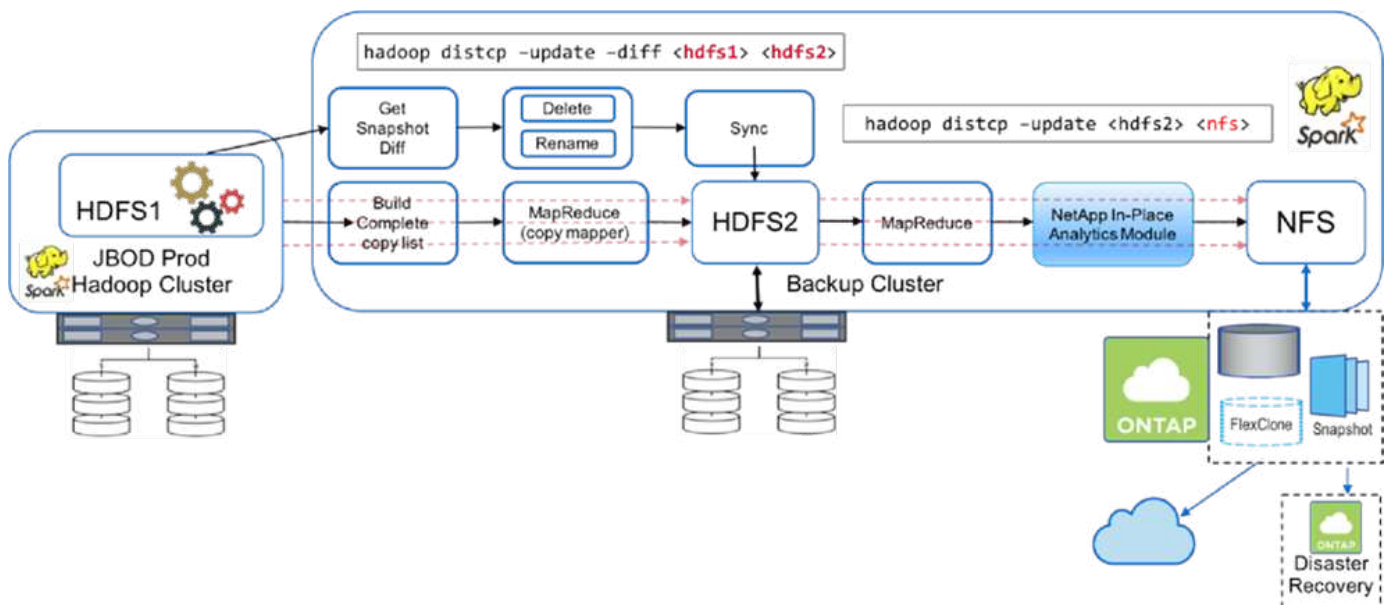 hadoop distcp –update –diff <hdfs1> <hdfs2>
Get
Snapshot
Diff
Delete
Rename
Sync
hadoop distcp –update <hdfs2> <nfs>
Spark
HDFS1
JBOD Prod
Hadoop Cluster
Spark
Build
Complete
copy list
MapReduce
(copy mapper)
HDFS2
MapReduce
NetApp In-Place
Analytics Module
NFS
Backup Cluster
ONTAP
FlexClone
Snapshot
ONTAP
Disaster
Recovery